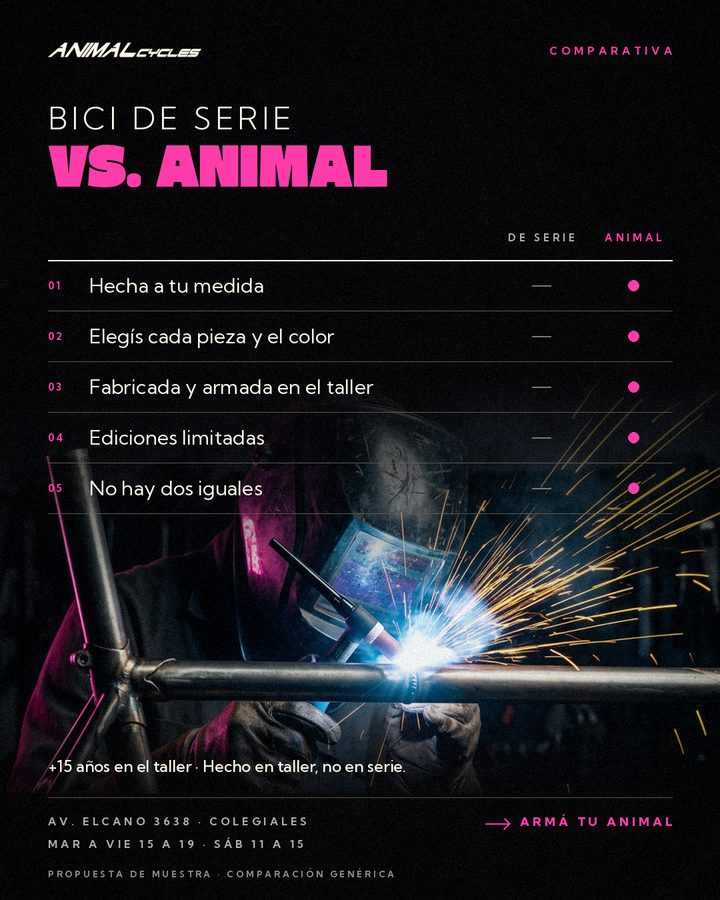 ANIMAL CYCLES
COMPARATIVA
BICI DE SERIE
VS. ANIMAL
DE SERIE ANIMAL
01 Hecha a tu medida —
02 Elegís cada pieza y el color —
03 Fabricada y armada en el taller —
04 Ediciones limitadas —
05 No hay dos iguales —
+15 años en el taller · Hecho en taller, no en serie.
AV. ELCANO 3638 · COLEGIALES
→ ARMÁ TU ANIMAL
MAR A VIE 15 A 19 · SÁB 11 A 15
PROPUESTA DE MUESTRA · COMPARACIÓN GENÉRICA